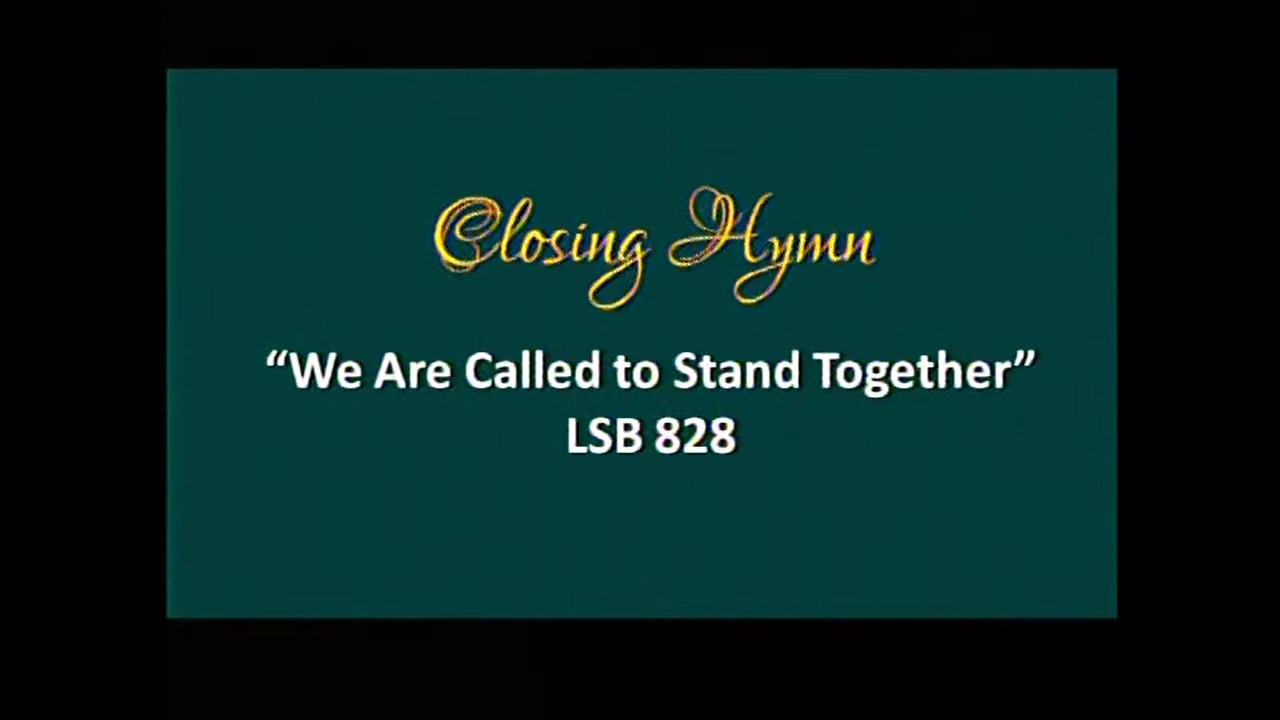 Closing Hymn
“We Are Called to Stand Together”
LSB 828